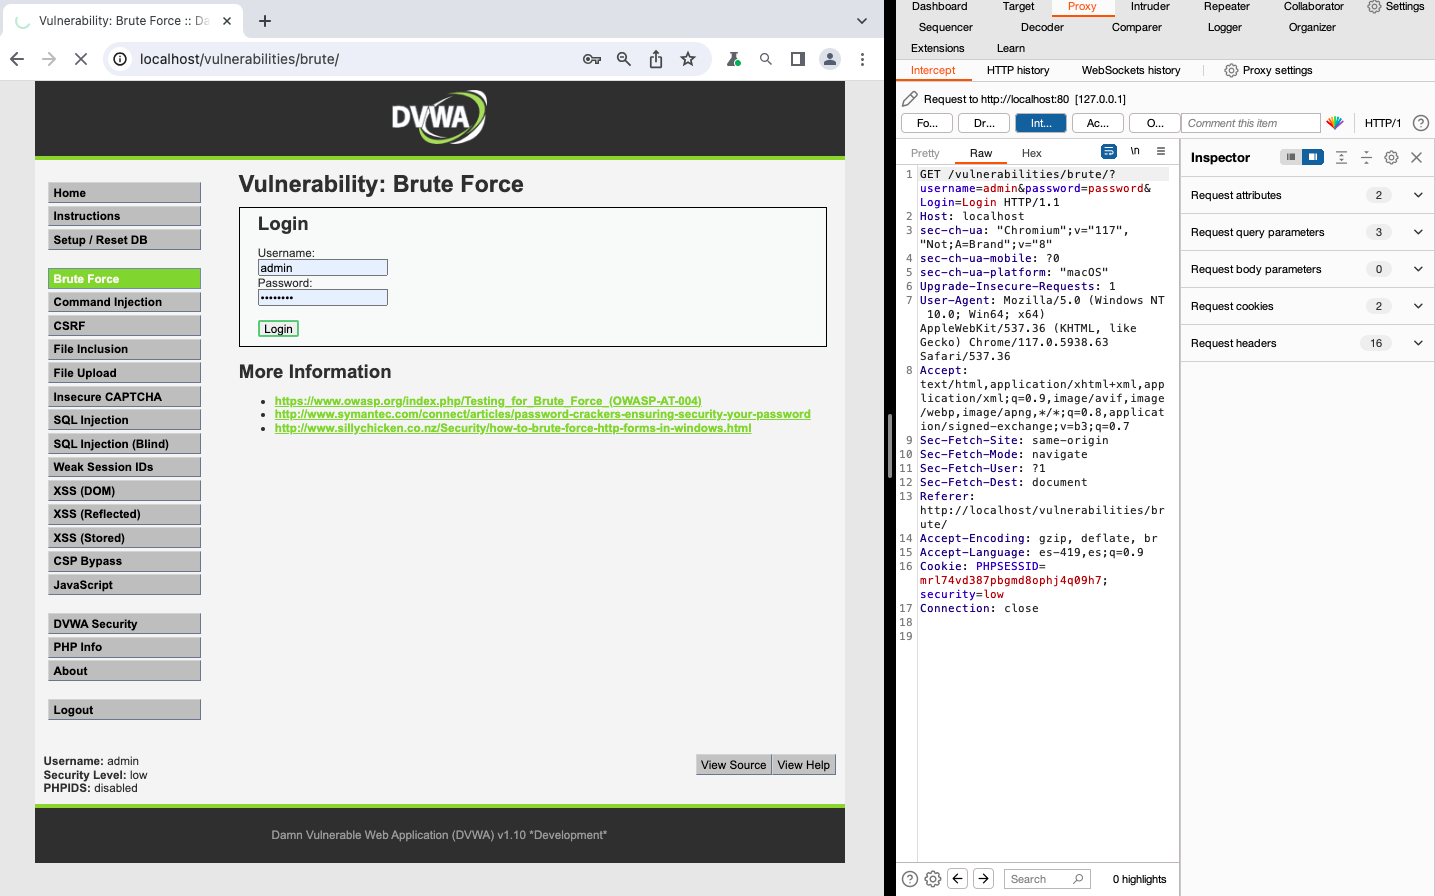 Vulnerability: Brute Force :: Da
localhost/vulnerabilities/brute/
DVWA
Home
Instructions
Setup / Reset DB
Brute Force
Command Injection
CSRF
File Inclusion
File Upload
Insecure CAPTCHA
SQL Injection
SQL Injection (Blind)
Weak Session IDs
XSS (DOM)
XSS (Reflected)
XSS (Stored)
CSP Bypass
JavaScript
DVWA Security
PHP Info
About
Logout
Vulnerability: Brute Force
Login
Username:
admin
Password:
••••••••
Login
More Information
https://www.owasp.org/index.php/Testing_for_Brute_Force_(OWASP-AT-004)
http://www.symantec.com/connect/articles/password-crackers-ensuring-security-your-password
http://www.sillychicken.co.nz/Security/how-to-brute-force-http-forms-in-windows.html
Username: admin
Security Level: low
PHPIDS: disabled
View Source View Help
Damn Vulnerable Web Application (DVWA) v1.10 *Development*
Dashboard Target Proxy Intruder Repeater Collaborator Settings
Sequencer Decoder Comparer Logger Organizer
Extensions Learn
Intercept HTTP history WebSockets history Proxy settings
Request to http://localhost:80 [127.0.0.1]
Fo... Dr... Int... Ac... O... Comment this item HTTP/1 ?
Pretty Raw Hex \n
1 GET /vulnerabilities/brute/?
username=admin&password=password&
Login=Login HTTP/1.1
2 Host: localhost
3 sec-ch-ua: "Chromium";v="117",
"Not;A=Brand";v="8"
4 sec-ch-ua-mobile: ?0
5 sec-ch-ua-platform: "macOS"
6 Upgrade-Insecure-Requests: 1
7 User-Agent: Mozilla/5.0 (Windows NT
10.0; Win64; x64)
AppleWebKit/537.36 (KHTML, like
Gecko) Chrome/117.0.5938.63
Safari/537.36
8 Accept:
text/html,application/xhtml+xml,app
lication/xml;q=0.9,image/avif,image
/webp,image/apng,*/*;q=0.8,applicat
ion/signed-exchange;v=b3;q=0.7
9 Sec-Fetch-Site: same-origin
10 Sec-Fetch-Mode: navigate
11 Sec-Fetch-User: ?1
12 Sec-Fetch-Dest: document
13 Referer:
http://localhost/vulnerabilities/br
ute/
14 Accept-Encoding: gzip, deflate, br
15 Accept-Language: es-419,es;q=0.9
16 Cookie: PHPSESSID=
mrl74vd387pbgmd8ophj4q09h7;
security=low
17 Connection: close
18
19
Inspector
Request attributes 2
Request query parameters 3
Request body parameters 0
Request cookies 2
Request headers 16
? Search 0 highlights